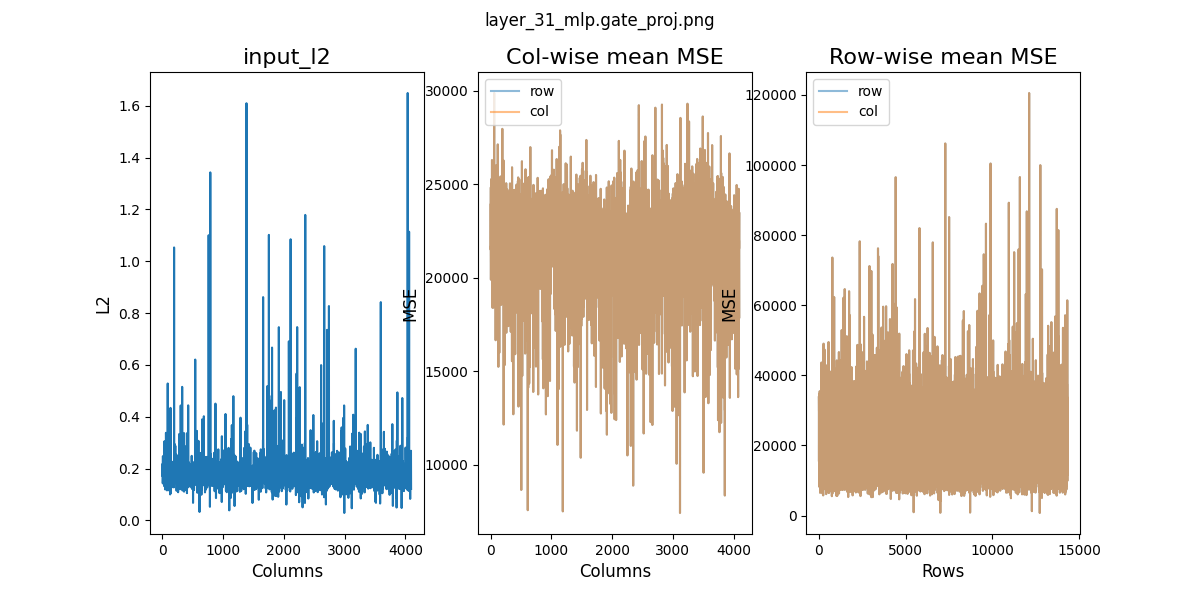 layer_31_mlp.gate_proj.png
input_l2
L2
1.6
1.4
1.2
1.0
0.8
0.6
0.4
0.2
0.0
0
1000
2000
3000
4000
Columns
Col-wise mean MSE
row
col
MSE
30000
25000
20000
15000
10000
0
1000
2000
3000
4000
Columns
Row-wise mean MSE
row
col
MSE
120000
100000
80000
60000
40000
20000
0
0
5000
10000
15000
Rows